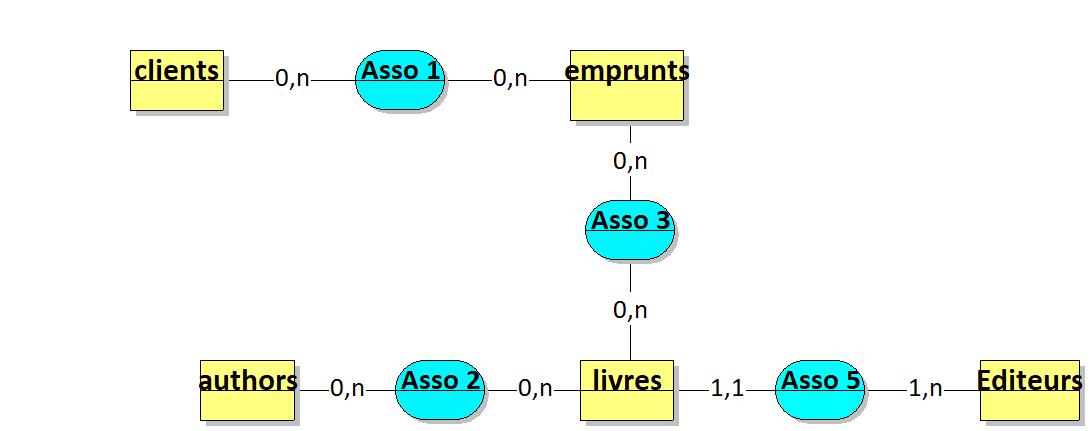 clients 0,n Asso 1 0,n emprunts
0,n
Asso 3
0,n
authors 0,n Asso 2 0,n livres 1,1 Asso 5 1,n Editeurs